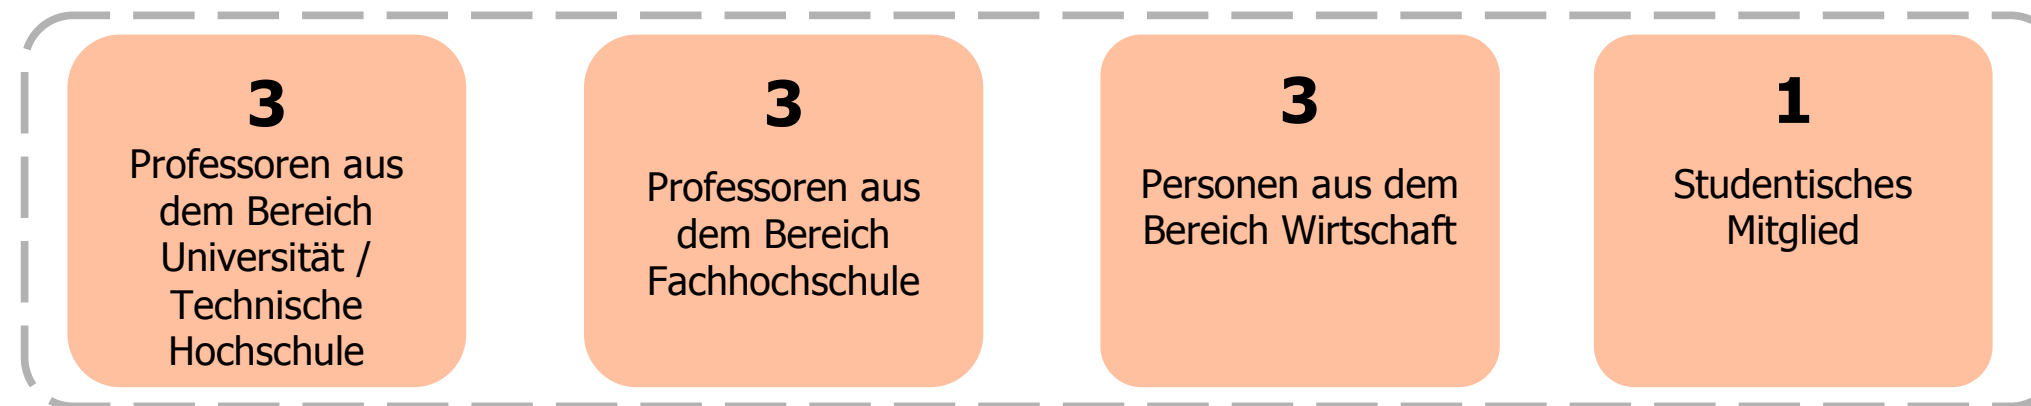 3
Professoren aus
dem Bereich
Universität /
Technische
Hochschule
3
Professoren aus
dem Bereich
Fachhochschule
3
Personen aus dem
Bereich Wirtschaft
1
Studentisches
Mitglied